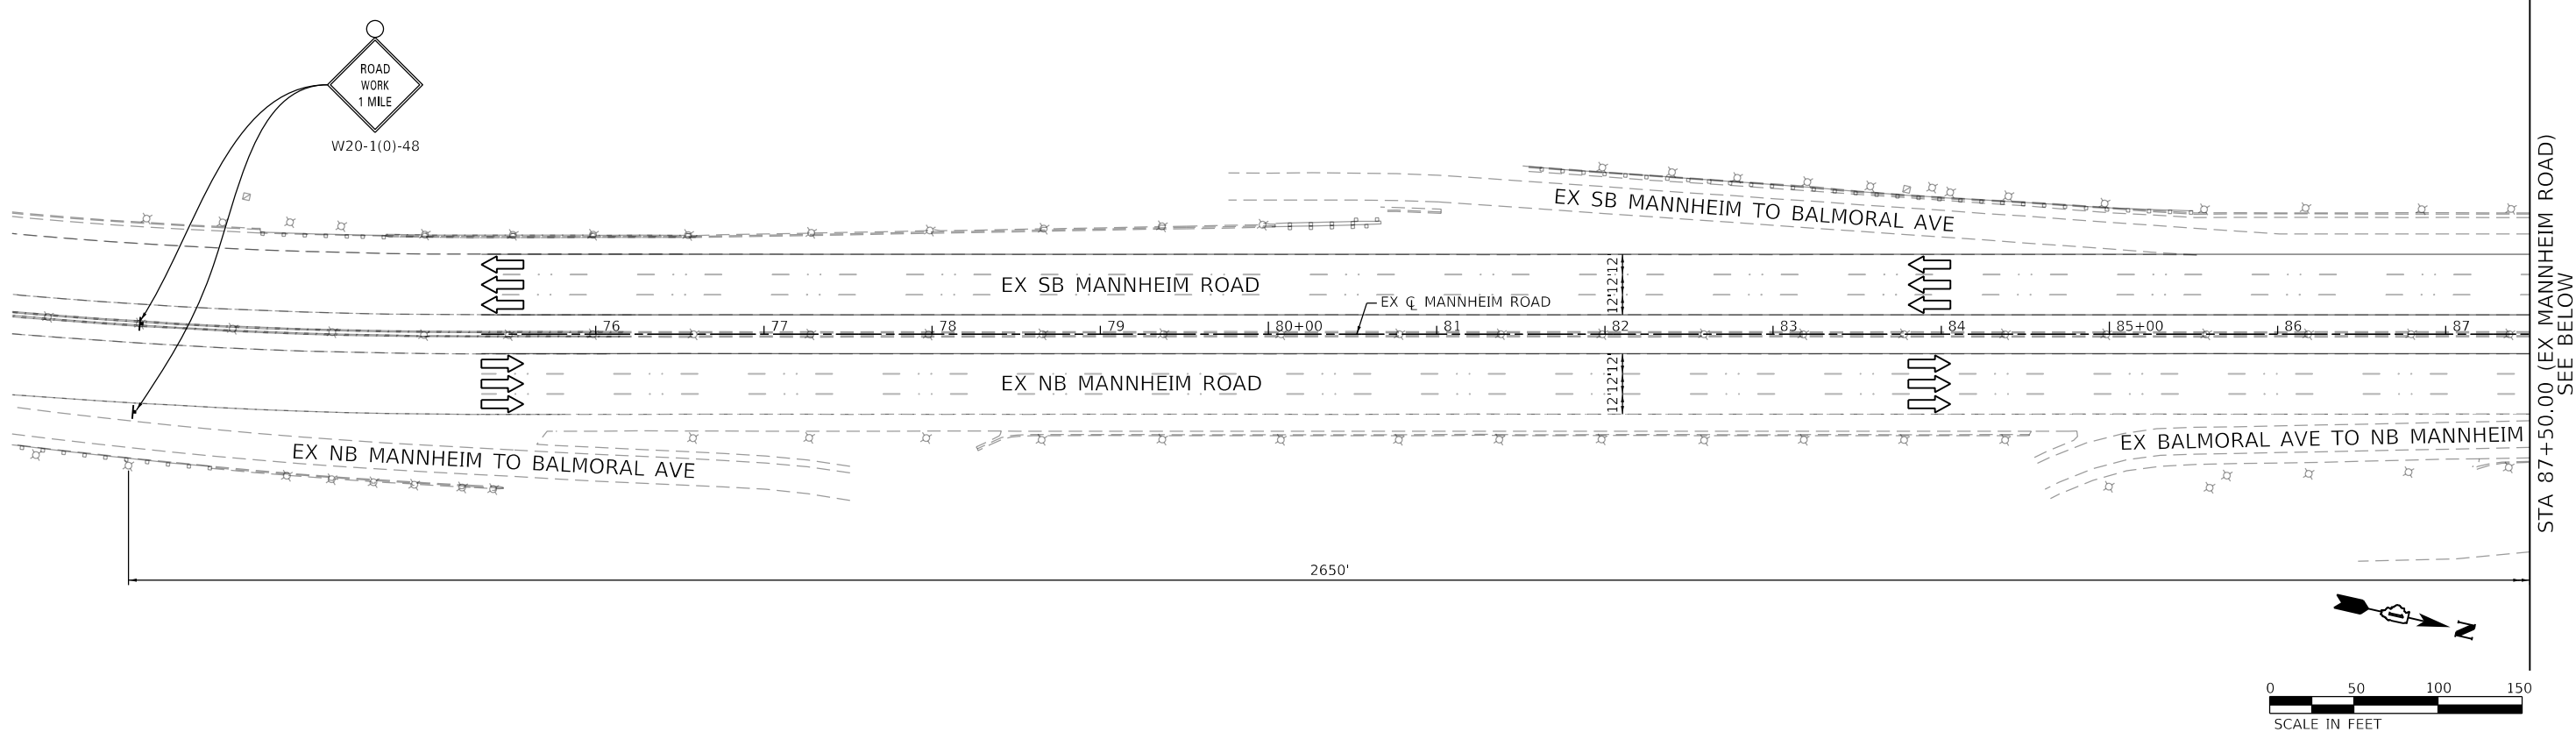 ROAD
WORK
1 MILE
W20-1(0)-48
EX SB MANNHEIM TO BALMORAL AVE
EX SB MANNHEIM ROAD
12' 12' 12'
EX ℄ MANNHEIM ROAD
76 77 78 79 80+00 81 82 83 84 85+00 86 87
EX NB MANNHEIM ROAD
12' 12' 12'
EX NB MANNHEIM TO BALMORAL AVE
EX BALMORAL AVE TO NB MANNHEIM
STA 87+50.00 (EX MANNHEIM ROAD)
SEE BELOW
2650'
N
0 50 100 150
SCALE IN FEET